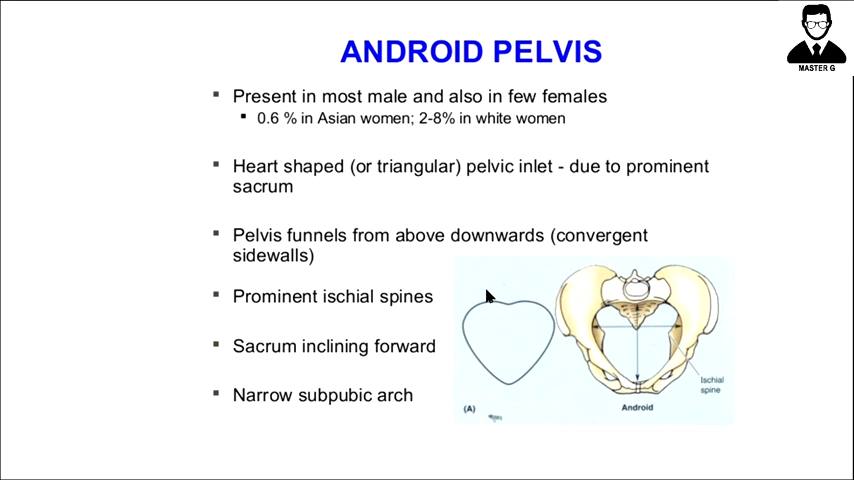 MASTER G
ANDROID PELVIS
Present in most male and also in few females
0.6 % in Asian women; 2-8% in white women
Heart shaped (or triangular) pelvic inlet - due to prominent
sacrum
Pelvis funnels from above downwards (convergent
sidewalls)
Prominent ischial spines
Sacrum inclining forward
Narrow subpubic arch
Ischial
spine
(A)
Android